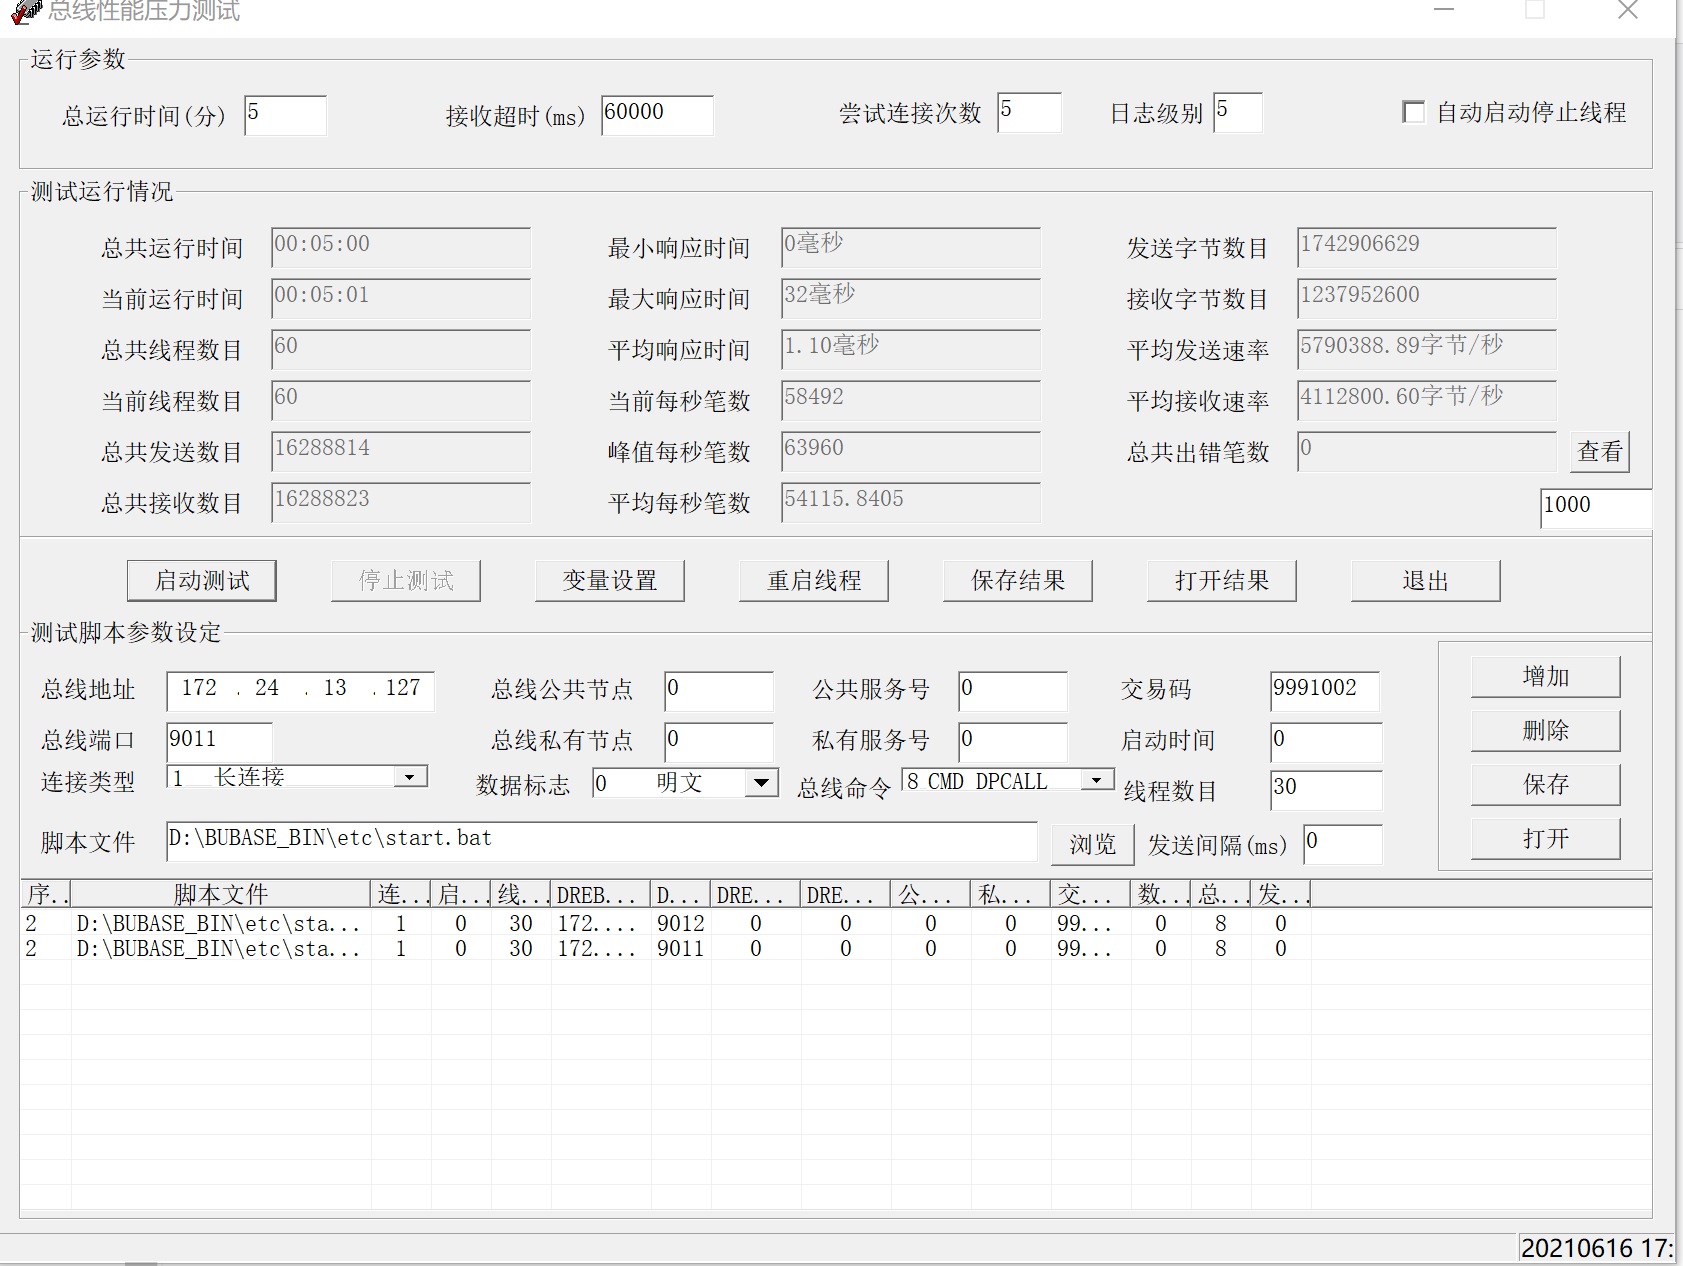 总线性能压力测试
运行参数
总运行时间(分) 5 接收超时(ms) 60000 尝试连接次数 5 日志级别 5 自动启动停止线程
测试运行情况
总共运行时间 00:05:00 最小响应时间 0毫秒 发送字节数目 1742906629
当前运行时间 00:05:01 最大响应时间 32毫秒 接收字节数目 1237952600
总共线程数目 60 平均响应时间 1.10毫秒 平均发送速率 5790388.89字节/秒
当前线程数目 60 当前每秒笔数 58492 平均接收速率 4112800.60字节/秒
总共发送数目 16288814 峰值每秒笔数 63960 总共出错笔数 0 查看
总共接收数目 16288823 平均每秒笔数 54115.8405 1000
启动测试 停止测试 变量设置 重启线程 保存结果 打开结果 退出
测试脚本参数设定
总线地址 172 . 24 . 13 . 127 总线公共节点 0 公共服务号 0 交易码 9991002 增加
总线端口 9011 总线私有节点 0 私有服务号 0 启动时间 0 删除
连接类型 1 长连接 数据标志 0 明文 总线命令 8 CMD DPCALL 线程数目 30 保存
脚本文件 D:\BUBASE_BIN\etc\start.bat 浏览 发送间隔(ms) 0 打开
序.. 脚本文件 连... 启... 线... DREB... D... DRE... DRE... 公... 私... 交... 数... 总... 发...
2 D:\BUBASE_BIN\etc\sta... 1 0 30 172.... 9012 0 0 0 0 99... 0 8 0
2 D:\BUBASE_BIN\etc\sta... 1 0 30 172.... 9011 0 0 0 0 99... 0 8 0
20210616 17: